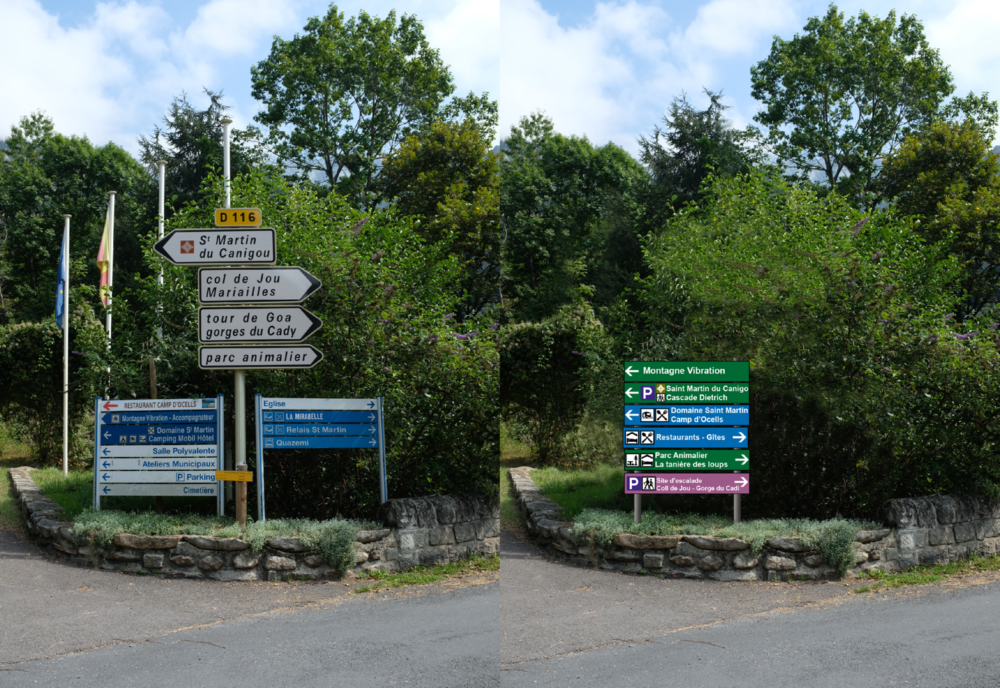 D 116
St Martin
du Canigou
col de Jou
Mariailles
tour de Goa
gorges du Cady
parc animalier
RESTAURANT CAMP D'OCELLS
Montagne Vibration - Accompagnateur
Domaine St Martin
Camping Mobil Hôtel
Salle Polyvalente
Ateliers Municipaux
P Parking
Cimetière
Eglise
LA MIRABELLE
Relais St Martin
Quazemi
Montagne Vibration
P Saint Martin du Canigo
Cascade Dietrich
Domaine Saint Martin
Camp d'Ocells
Restaurants - Gîtes
Parc Animalier
La tanière des loups
P Site d'escalade
Coll de Jou - Gorge du Cadi